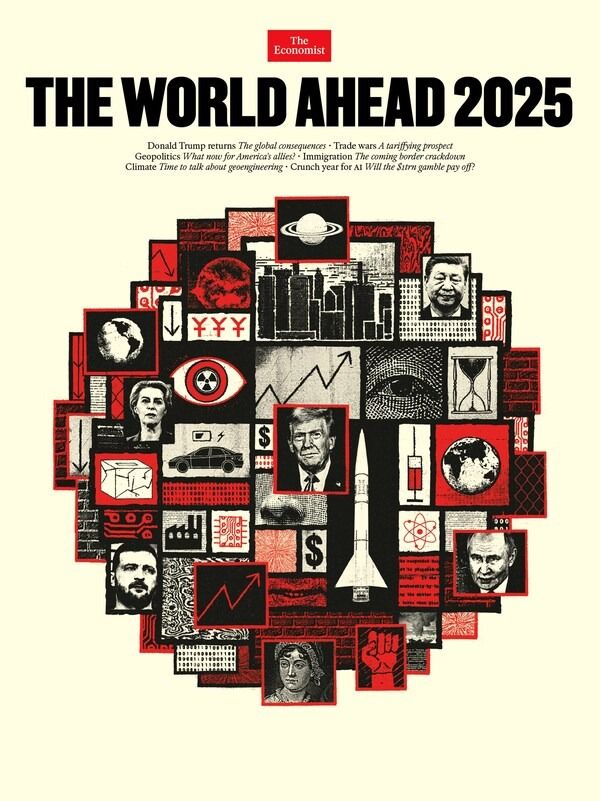 The
Economist
THE WORLD AHEAD 2025
Donald Trump returns The global consequences · Trade wars A tariffying prospect
Geopolitics What now for America's allies? · Immigration The coming border crackdown
Climate Time to talk about geoengineering · Crunch year for AI Will the $1trn gamble pay off?
¥¥¥
$
$